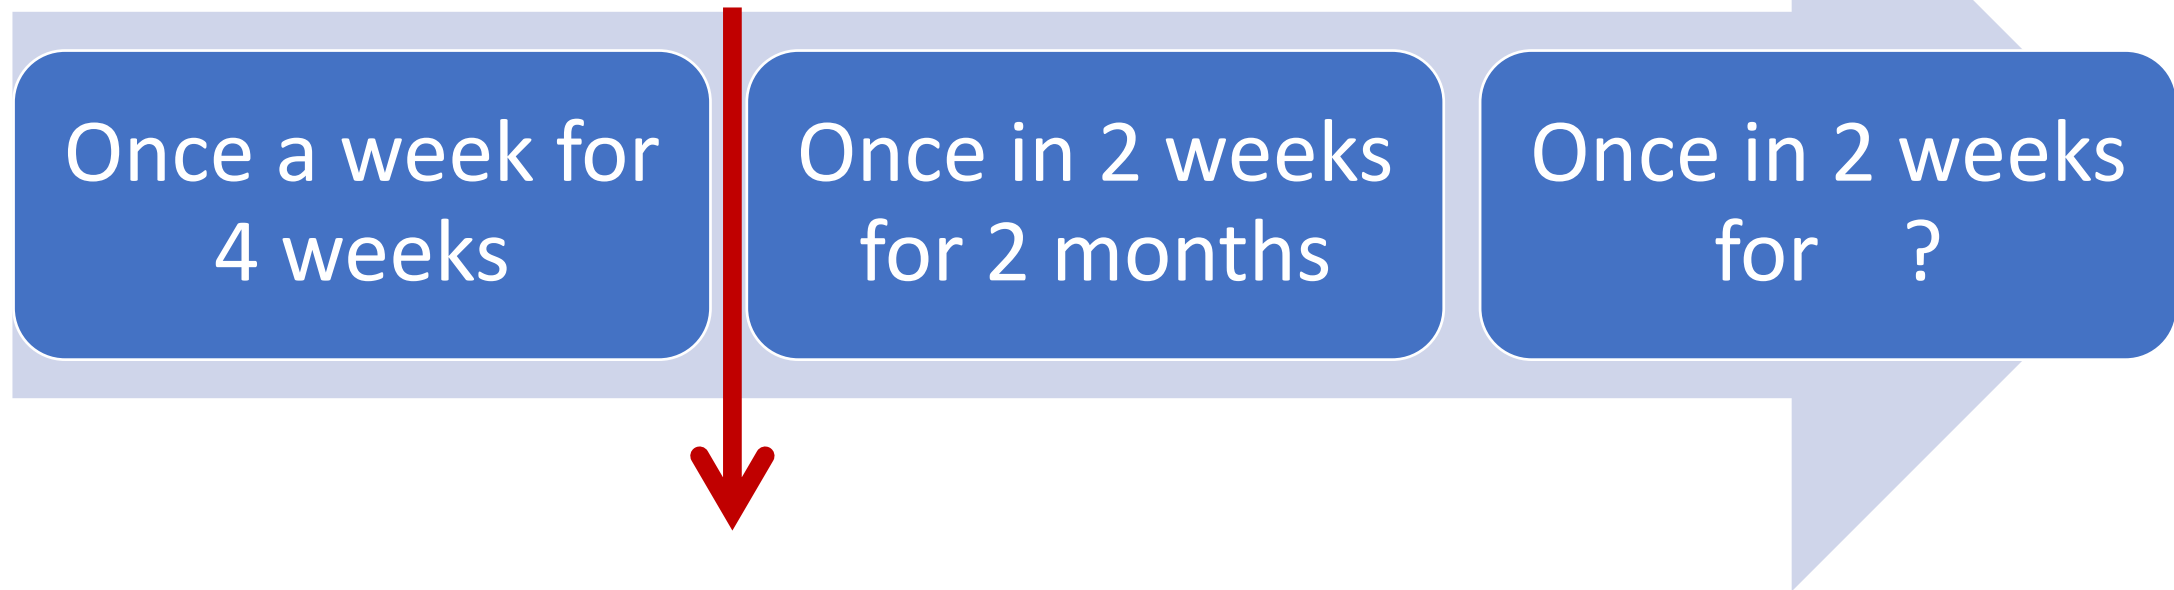 Once a week for
4 weeks
Once in 2 weeks
for 2 months
Once in 2 weeks
for ?